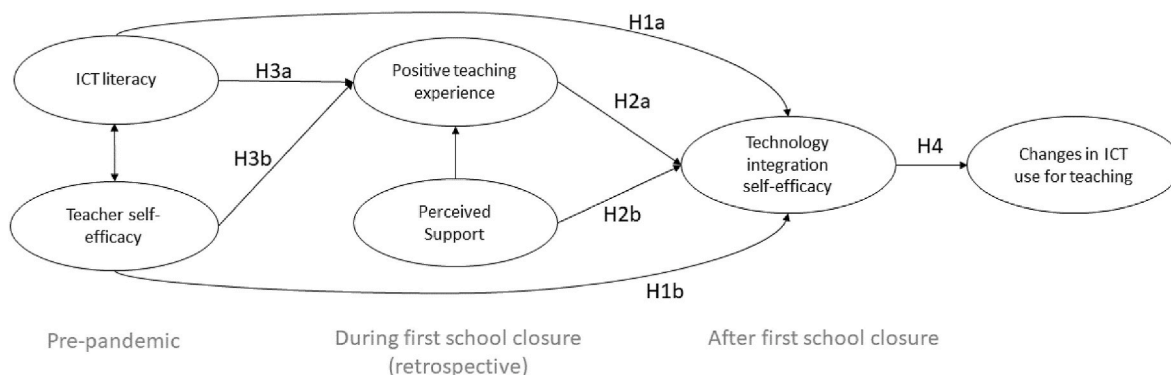 H1a
ICT literacy
H3a
Positive teaching
experience
H2a
H3b
Technology
integration
self-efficacy
H4
Changes in ICT
use for teaching
Teacher self-
efficacy
Perceived
Support
H2b
H1b
Pre-pandemic
During first school closure
(retrospective)
After first school closure